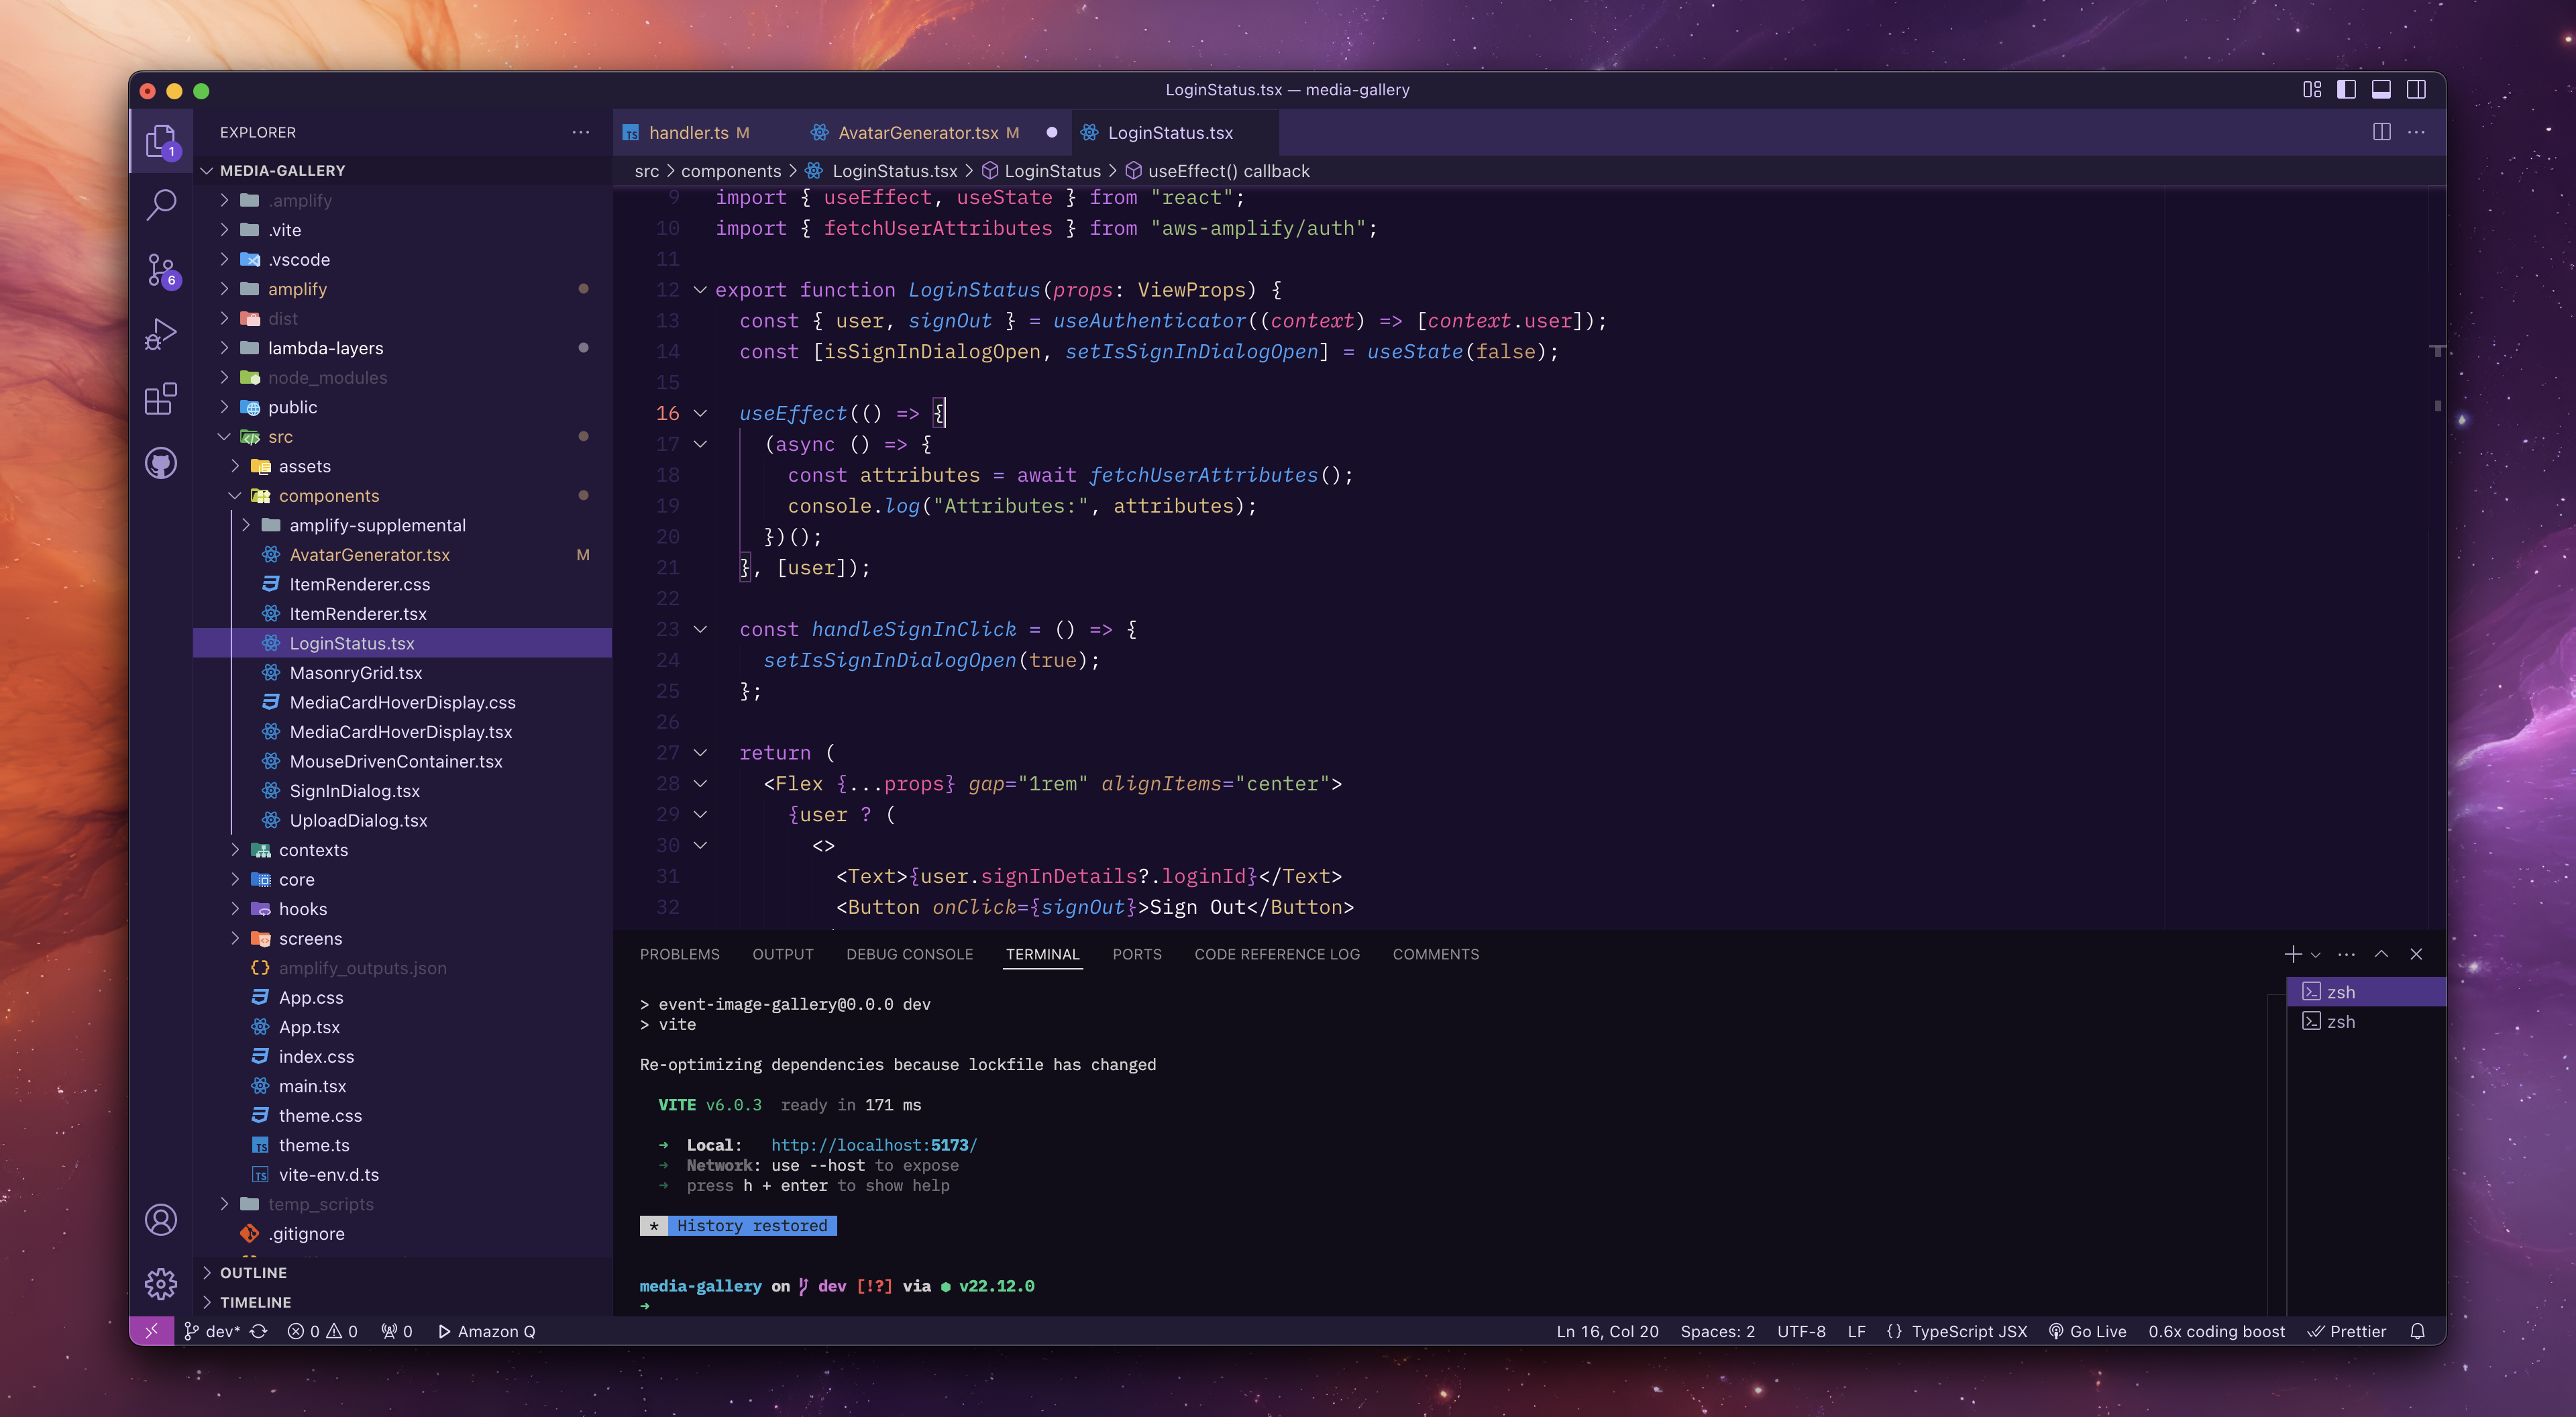 LoginStatus.tsx — media-gallery
1
6
EXPLORER
MEDIA-GALLERY
.amplify
.vite
.vscode
amplify
dist
lambda-layers
node_modules
public
src
assets
components
amplify-supplemental
AvatarGenerator.tsx M
ItemRenderer.css
ItemRenderer.tsx
LoginStatus.tsx
MasonryGrid.tsx
MediaCardHoverDisplay.css
MediaCardHoverDisplay.tsx
MouseDrivenContainer.tsx
SignInDialog.tsx
UploadDialog.tsx
contexts
core
hooks
screens
amplify_outputs.json
App.css
App.tsx
index.css
main.tsx
theme.css
TS theme.ts
TS vite-env.d.ts
temp_scripts
.gitignore
OUTLINE
TIMELINE
TS handler.ts M AvatarGenerator.tsx M LoginStatus.tsx
src > components > LoginStatus.tsx > LoginStatus > useEffect() callback
9 import { useEffect, useState } from "react";
10 import { fetchUserAttributes } from "aws-amplify/auth";
11
12 export function LoginStatus(props: ViewProps) {
13 const { user, signOut } = useAuthenticator((context) => [context.user]);
14 const [isSignInDialogOpen, setIsSignInDialogOpen] = useState(false);
15
16 useEffect(() => {
17 (async () => {
18 const attributes = await fetchUserAttributes();
19 console.log("Attributes:", attributes);
20 })();
21 }, [user]);
22
23 const handleSignInClick = () => {
24 setIsSignInDialogOpen(true);
25 };
26
27 return (
28 <Flex {...props} gap="1rem" alignItems="center">
29 {user ? (
30 <>
31 <Text>{user.signInDetails?.loginId}</Text>
32 <Button onClick={signOut}>Sign Out</Button>
PROBLEMS OUTPUT DEBUG CONSOLE TERMINAL PORTS CODE REFERENCE LOG COMMENTS
> event-image-gallery@0.0.0 dev
> vite
Re-optimizing dependencies because lockfile has changed
VITE v6.0.3 ready in 171 ms
➜ Local: http://localhost:5173/
➜ Network: use --host to expose
➜ press h + enter to show help
* History restored
media-gallery on dev [!?] via v22.12.0
➜
zsh
zsh
dev* 0 0 0 Amazon Q Ln 16, Col 20 Spaces: 2 UTF-8 LF {} TypeScript JSX Go Live 0.6x coding boost Prettier